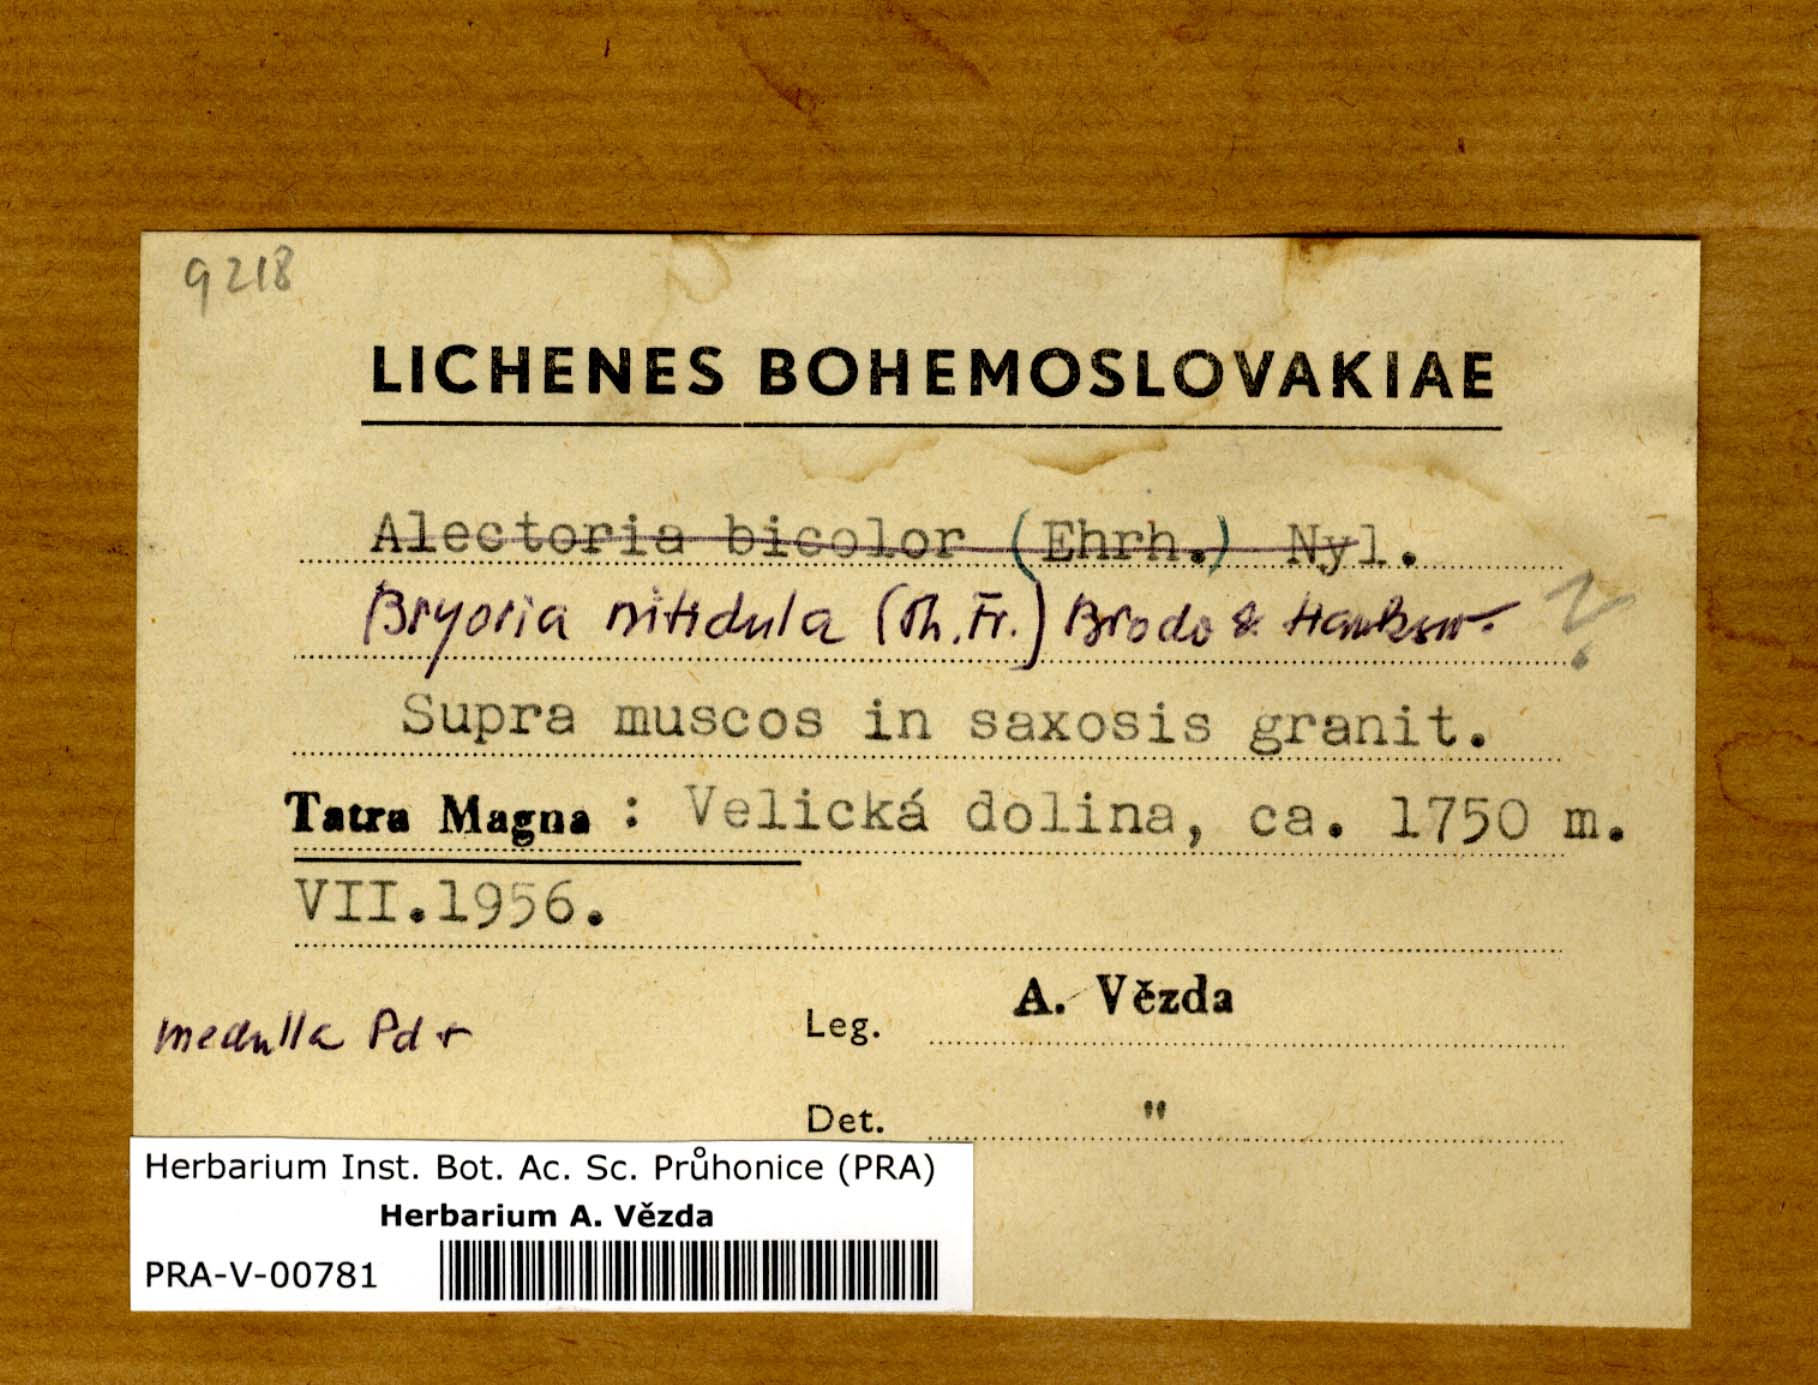 9218
LICHENES BOHEMOSLOVAKIAE
Alectoria bicolor (Ehrh.) Nyl.
Bryoria nitidula (Th. Fr.) Brodo & Hawksw. ?
Supra muscos in saxosis granit.
Tatra Magna : Velická dolina, ca. 1750 m.
VII.1956.
Leg. A. Vězda
medulla Pd +
Det. "
Herbarium Inst. Bot. Ac. Sc. Průhonice (PRA)
Herbarium A. Vězda
PRA-V-00781